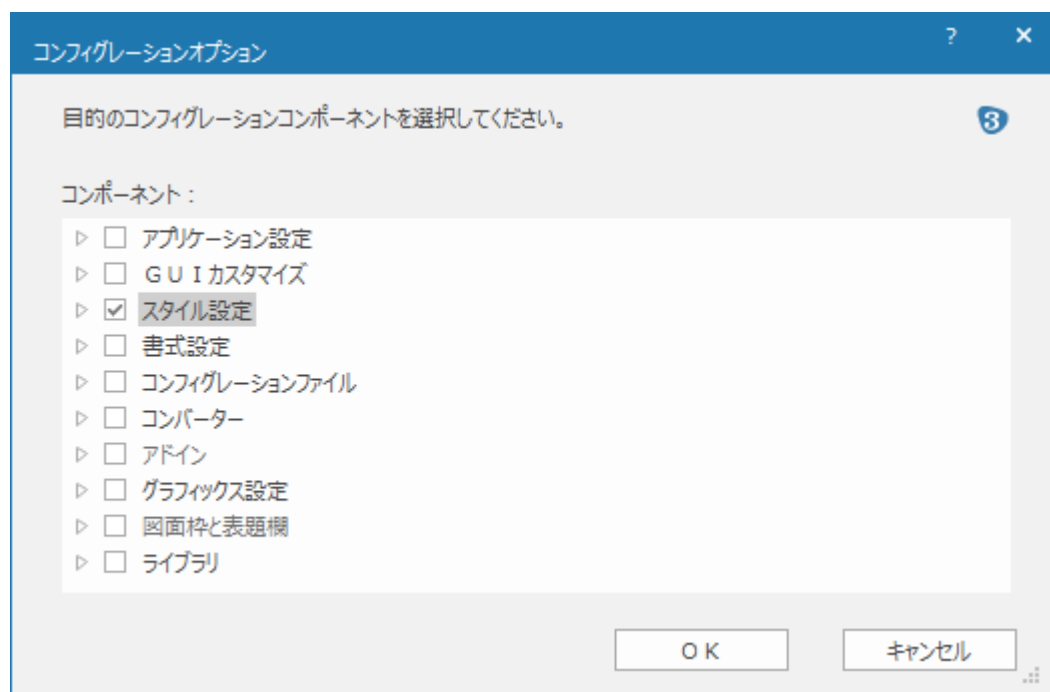 コンフィグレーションオプション
?
目的のコンフィグレーションコンポーネントを選択してください。
3
コンポーネント：
アプリケーション設定
ＧＵＩカスタマイズ
スタイル設定
書式設定
コンフィグレーションファイル
コンバーター
アドイン
グラフィックス設定
図面枠と表題欄
ライブラリ
ＯＫ
キャンセル